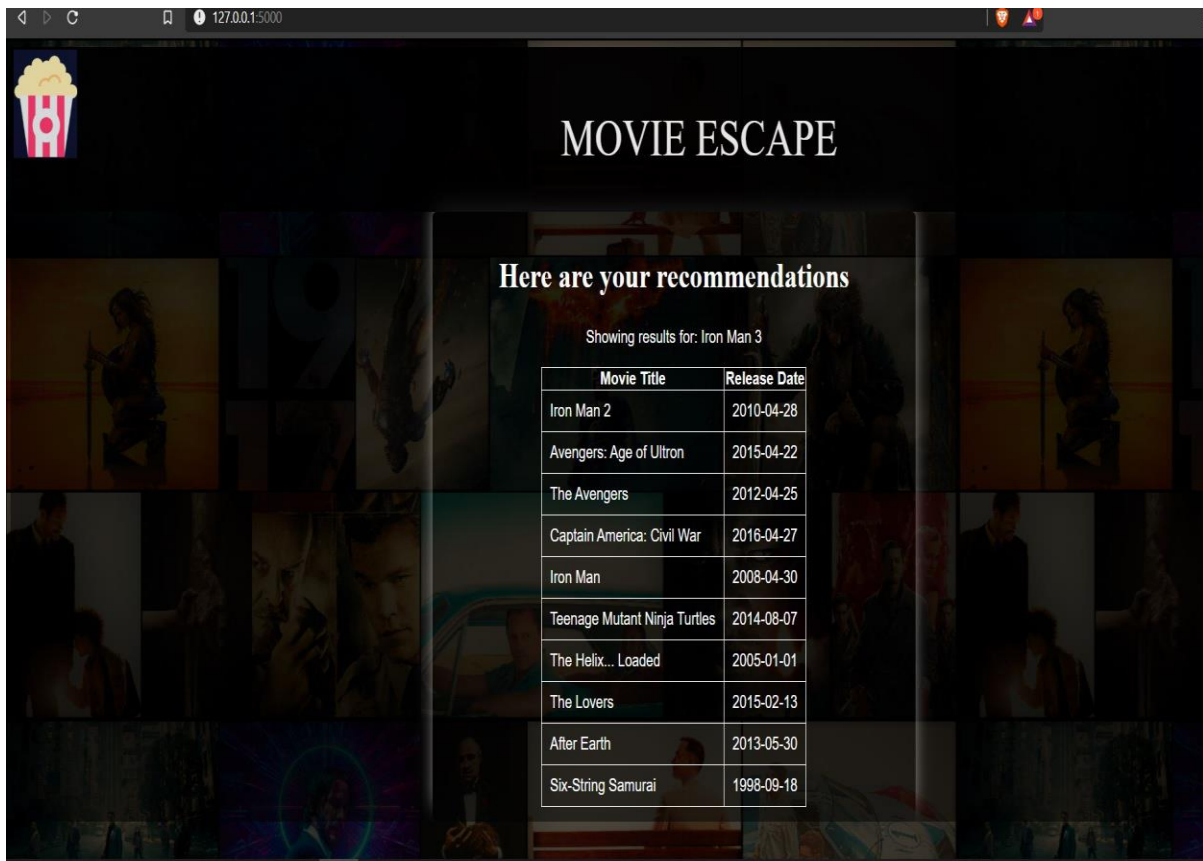 127.0.0.1:5000
MOVIE ESCAPE
Here are your recommendations
Showing results for: Iron Man 3
Movie Title Release Date
Iron Man 2 2010-04-28
Avengers: Age of Ultron 2015-04-22
The Avengers 2012-04-25
Captain America: Civil War 2016-04-27
Iron Man 2008-04-30
Teenage Mutant Ninja Turtles 2014-08-07
The Helix... Loaded 2005-01-01
The Lovers 2015-02-13
After Earth 2013-05-30
Six-String Samurai 1998-09-18